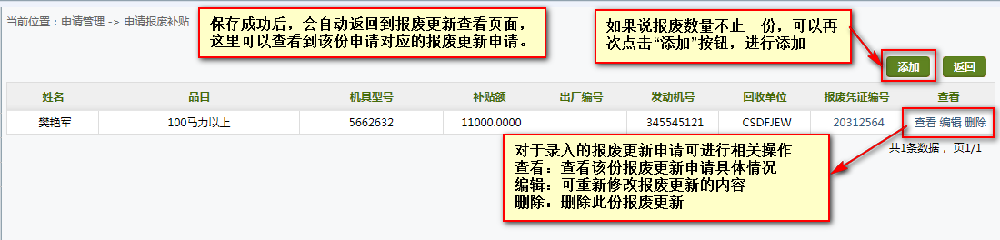 当前位置：申请管理 -> 申请报废补贴
保存成功后，会自动返回到报废更新查看页面，
这里可以查看到该份申请对应的报废更新申请。
如果说报废数量不止一份，可以再
次点击“添加”按钮，进行添加
添加 返回
姓名 品目 机具型号 补贴额 出厂编号 发动机号 回收单位 报废凭证编号 查看
樊艳军 100马力以上 5662632 11000.0000 345545121 CSDFJEW 20312564 查看 编辑 删除
共1条数据， 页1/1
对于录入的报废更新申请可进行相关操作
查看：查看该份报废更新申请具体情况
编辑：可重新修改报废更新的内容
删除：删除此份报废更新